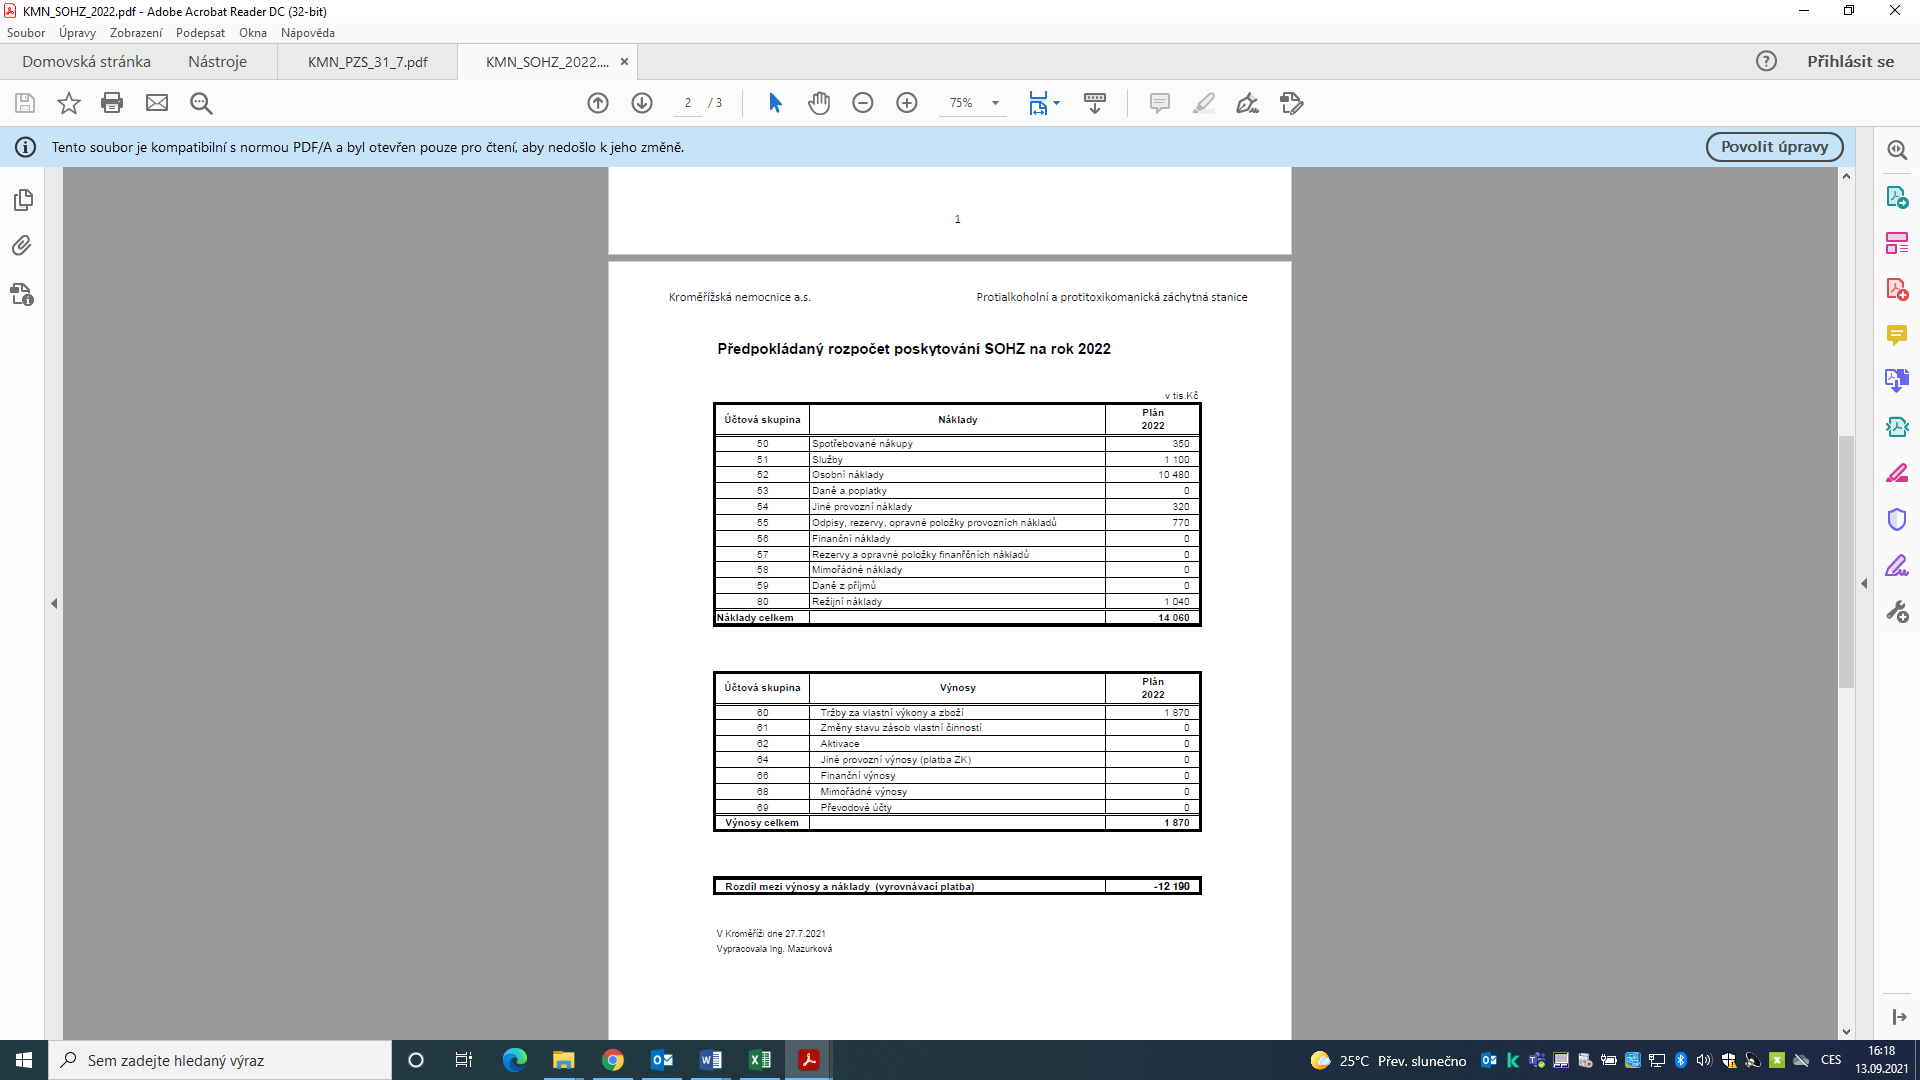 KMN_SOHZ_2022.pdf - Adobe Acrobat Reader DC (32-bit)
Soubor Úpravy Zobrazení Podepsat Okna Nápověda
Domovská stránka Nástroje KMN_PZS_31_7.pdf KMN_SOHZ_2022.... × Přihlásit se
2 / 3 75%
Tento soubor je kompatibilní s normou PDF/A a byl otevřen pouze pro čtení, aby nedošlo k jeho změně. Povolit úpravy
1
Kroměřížská nemocnice a.s. Protialkoholní a protitoxikomanická záchytná stanice
Předpokládaný rozpočet poskytování SOHZ na rok 2022
v tis.Kč
Účtová skupina Náklady Plán 2022
50 Spotřebované nákupy 350
51 Služby 1 100
52 Osobní náklady 10 480
53 Daně a poplatky 0
54 Jiné provozní náklady 320
55 Odpisy, rezervy, opravné položky provozních nákladů 770
56 Finanční náklady 0
57 Rezervy a opravné položky finanřčních nákladů 0
58 Mimořádné náklady 0
59 Daně z příjmů 0
80 Režijní náklady 1 040
Náklady celkem 14 060
Účtová skupina Výnosy Plán 2022
60 Tržby za vlastní výkony a zboží 1 870
61 Změny stavu zásob vlastní činností 0
62 Aktivace 0
64 Jiné provozní výnosy (platba ZK) 0
66 Finanční výnosy 0
68 Mimořádné výnosy 0
69 Převodové účty 0
Výnosy celkem 1 870
Rozdíl mezi výnosy a náklady (vyrovnávací platba) -12 190
V Kroměříži dne 27.7.2021
Vypracovala Ing. Mazurková
Sem zadejte hledaný výraz 25°C Přev. slunečno CES 16:18
13.09.2021